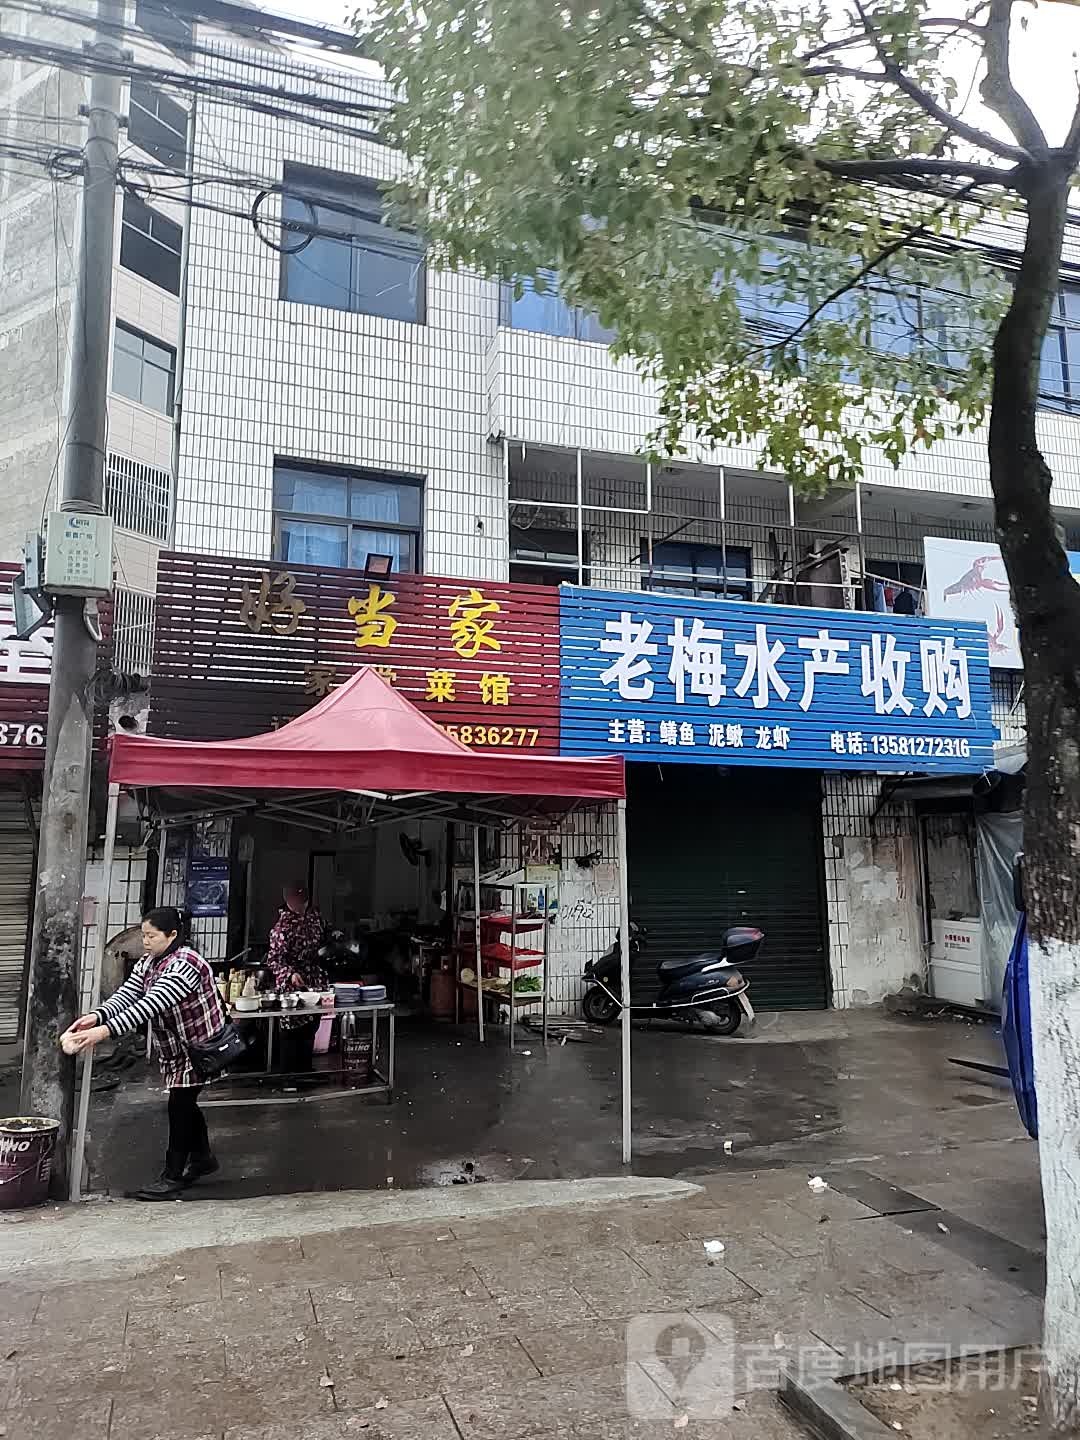 好当家
家常菜馆
5836277
老梅水产收购
主营: 鳝鱼 泥鳅 龙虾 电话: 13581272316
876
百度地图用户